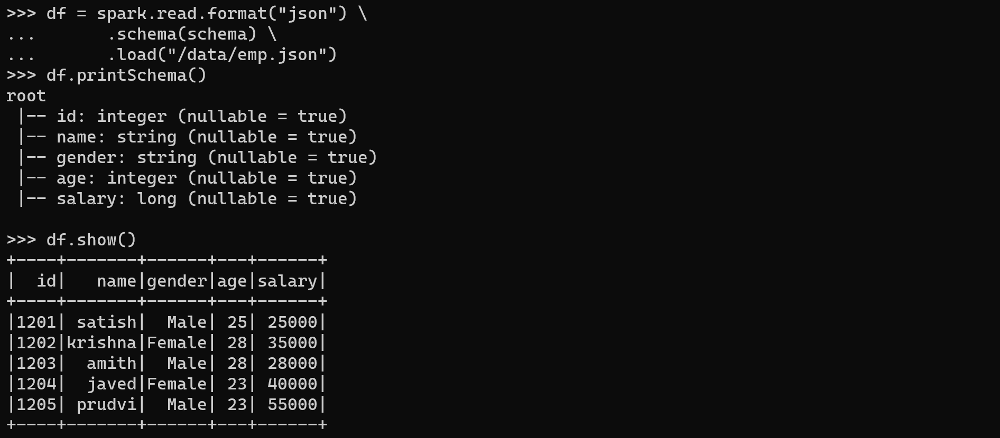 >>> df = spark.read.format("json") \
...       .schema(schema) \
...       .load("/data/emp.json")
>>> df.printSchema()
root
 |-- id: integer (nullable = true)
 |-- name: string (nullable = true)
 |-- gender: string (nullable = true)
 |-- age: integer (nullable = true)
 |-- salary: long (nullable = true)

>>> df.show()
+----+-------+------+---+------+
|  id|   name|gender|age|salary|
+----+-------+------+---+------+
|1201| satish|  Male| 25| 25000|
|1202|krishna|Female| 28| 35000|
|1203|  amith|  Male| 28| 28000|
|1204|  javed|Female| 23| 40000|
|1205| prudvi|  Male| 23| 55000|
+----+-------+------+---+------+